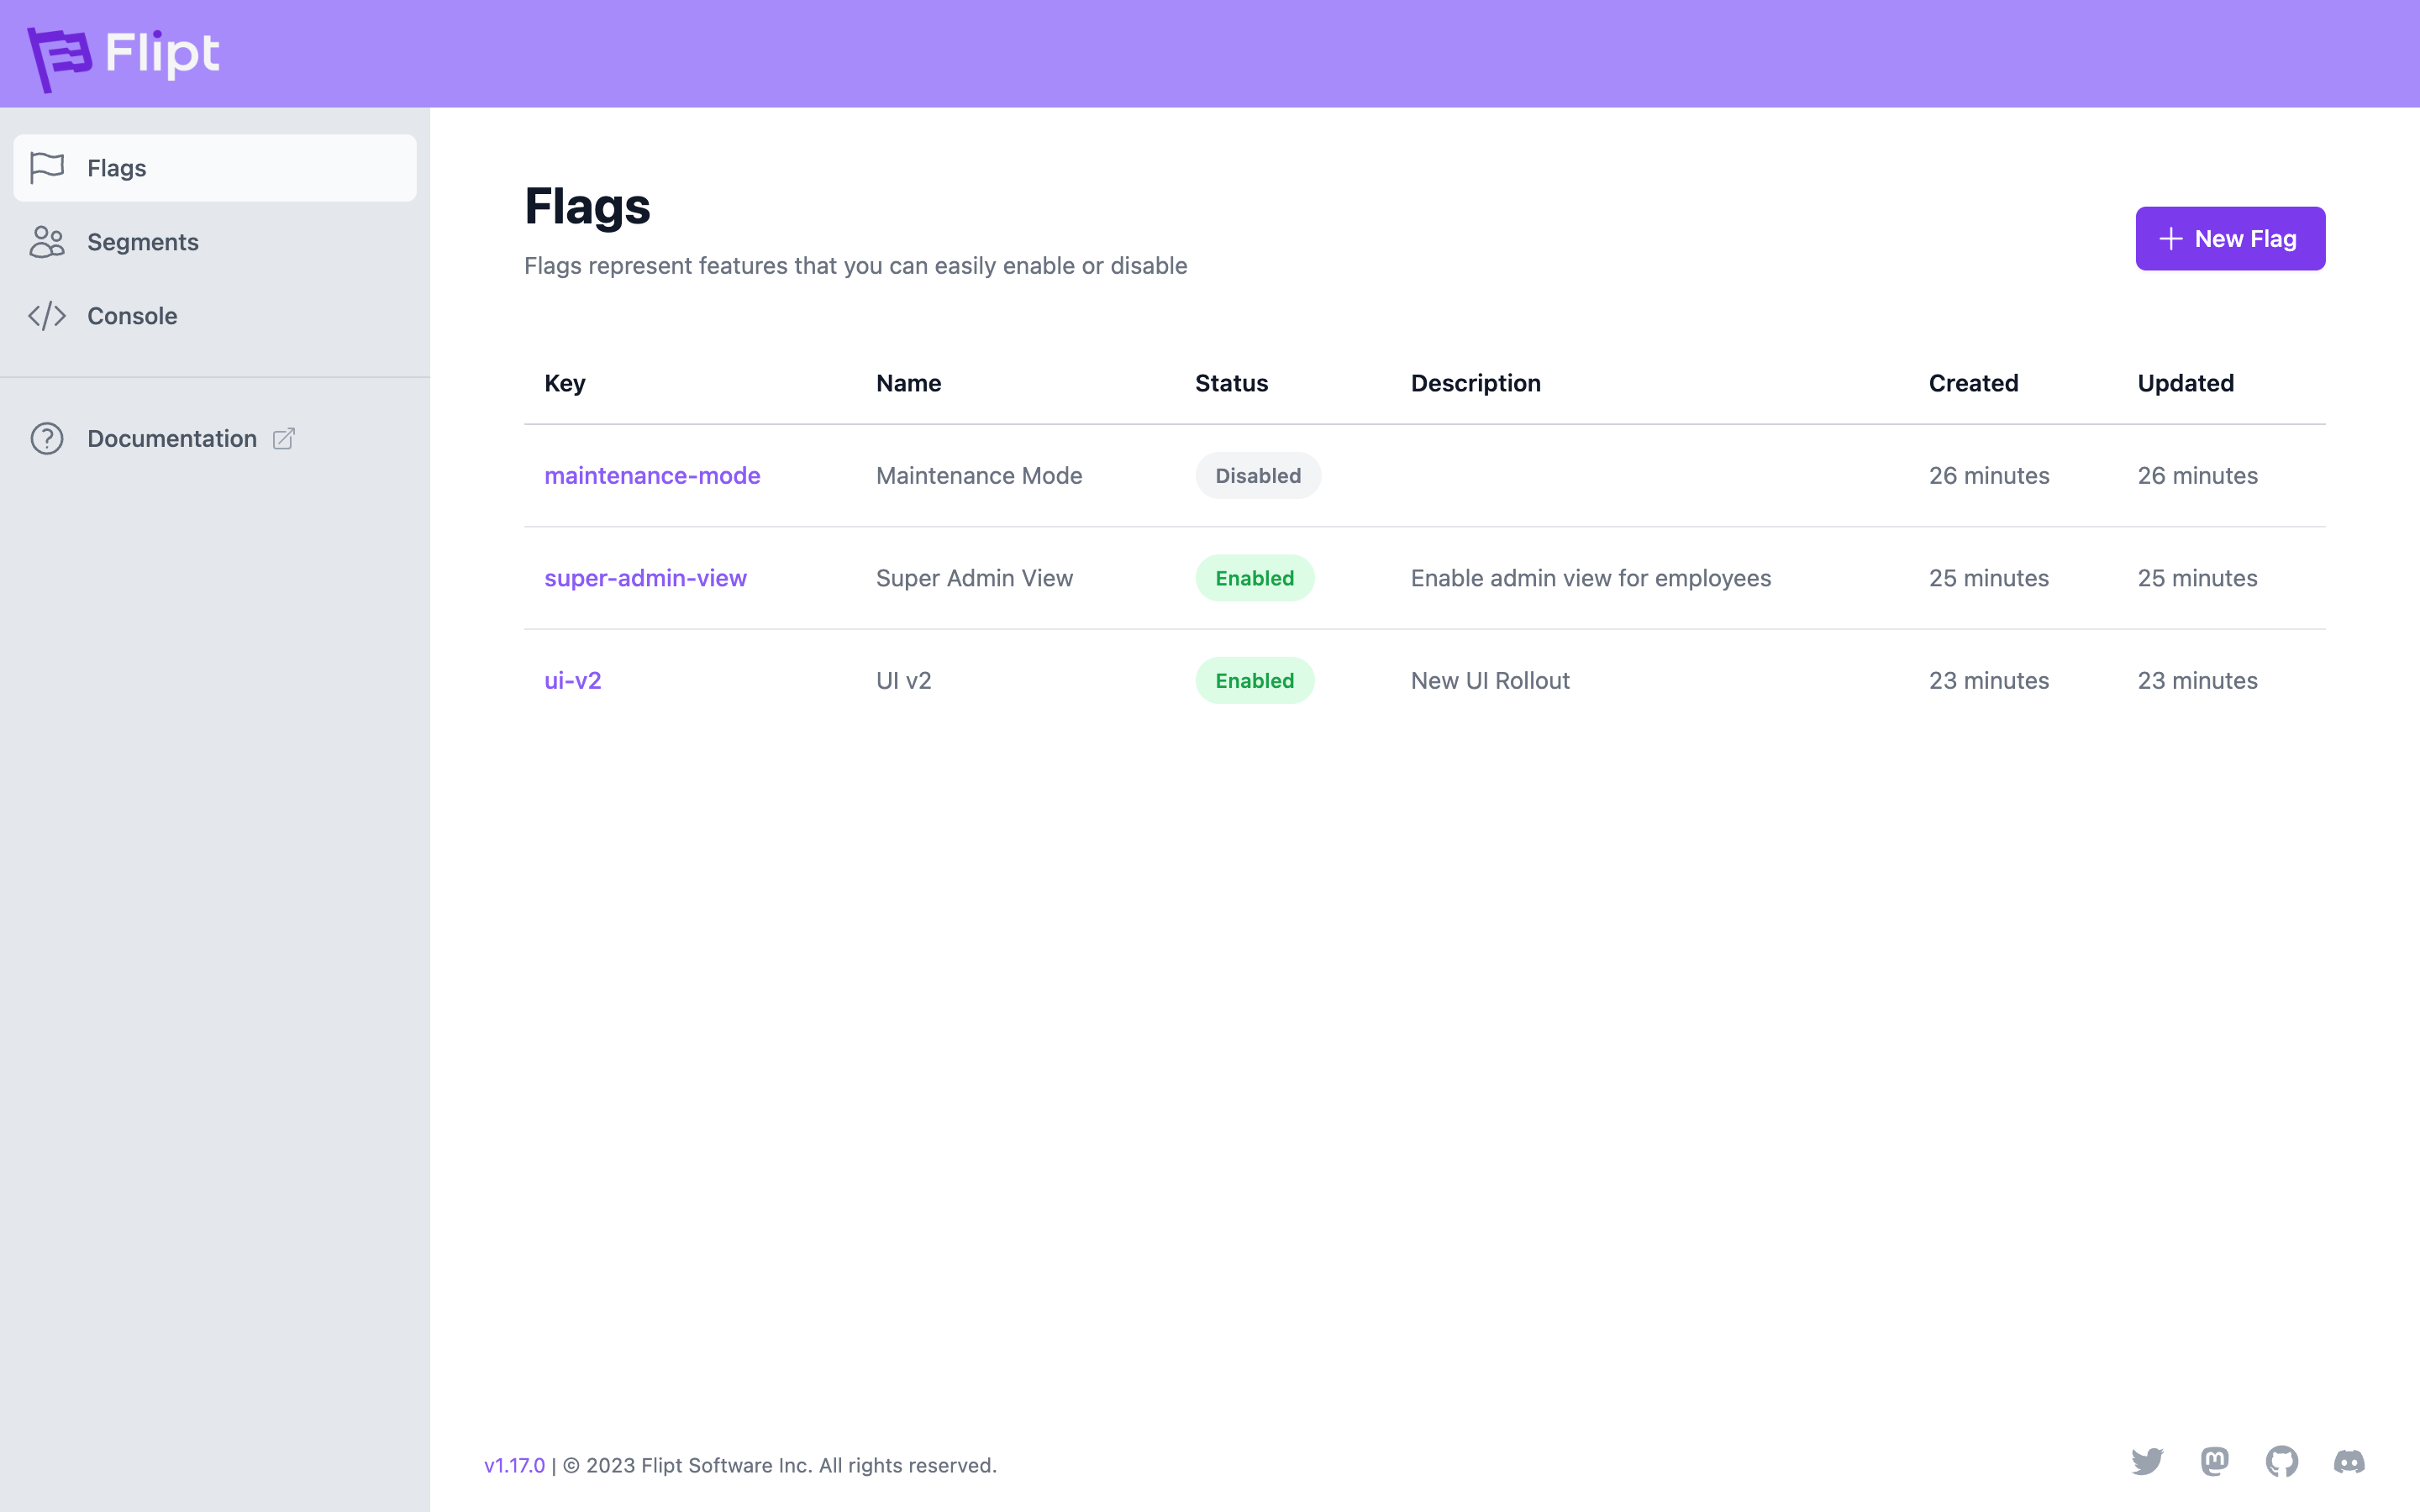 Flipt
Flags
Segments
Console
Documentation
Flags
Flags represent features that you can easily enable or disable
New Flag
Key Name Status Description Created Updated
maintenance-mode Maintenance Mode Disabled 26 minutes 26 minutes
super-admin-view Super Admin View Enabled Enable admin view for employees 25 minutes 25 minutes
ui-v2 UI v2 Enabled New UI Rollout 23 minutes 23 minutes
v1.17.0 | © 2023 Flipt Software Inc. All rights reserved.